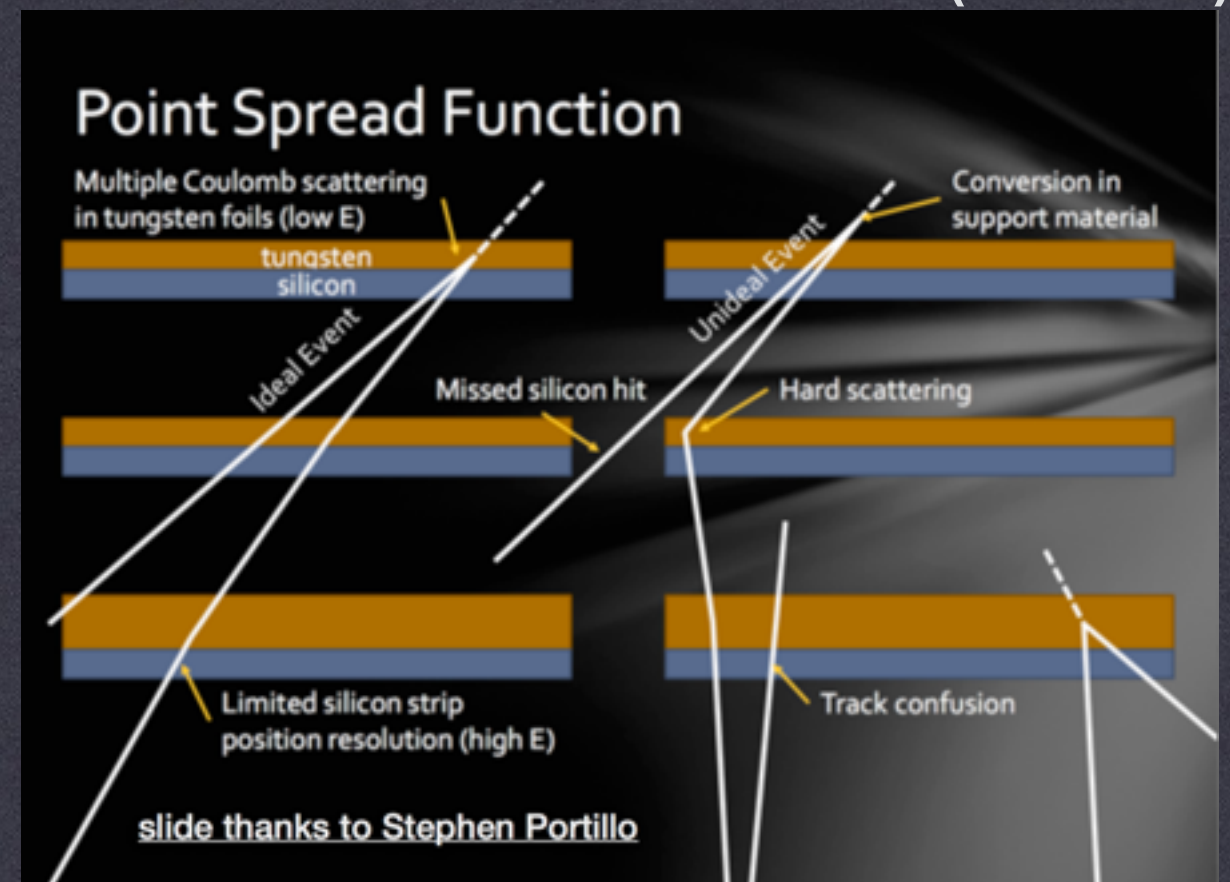 Point Spread Function
Multiple Coulomb scattering
in tungsten foils (low E)
Conversion in
support material
tungsten
silicon
Ideal Event
Unideal Event
Missed silicon hit
Hard scattering
Limited silicon strip
position resolution (high E)
Track confusion
slide thanks to Stephen Portillo